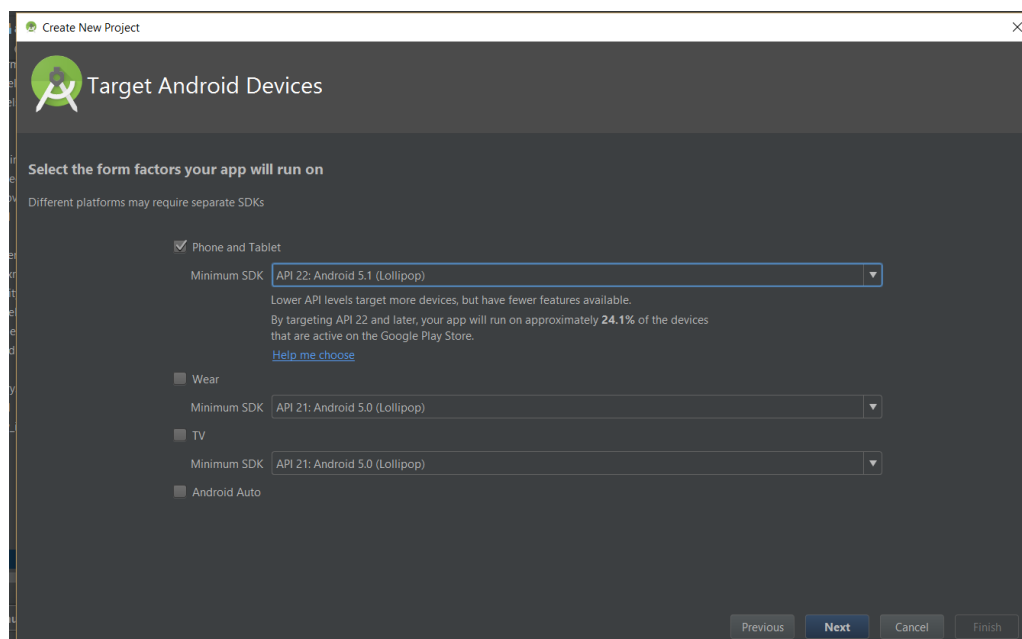 Create New Project
Target Android Devices
Select the form factors your app will run on
Different platforms may require separate SDKs
Phone and Tablet
Minimum SDK API 22: Android 5.1 (Lollipop)
Lower API levels target more devices, but have fewer features available.
By targeting API 22 and later, your app will run on approximately 24.1% of the devices
that are active on the Google Play Store.
Help me choose
Wear
Minimum SDK API 21: Android 5.0 (Lollipop)
TV
Minimum SDK API 21: Android 5.0 (Lollipop)
Android Auto
Previous Next Cancel Finish